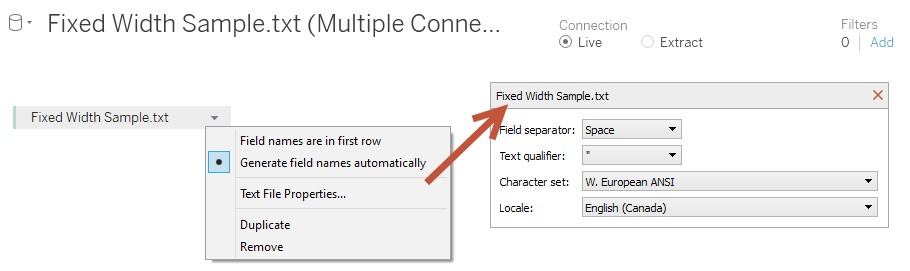 Fixed Width Sample.txt (Multiple Conne...
Connection
Live
Extract
Filters
0
Add
Fixed Width Sample.txt
Field names are in first row
Generate field names automatically
Text File Properties...
Duplicate
Remove
Fixed Width Sample.txt
Field separator: Space
Text qualifier: "
Character set: W. European ANSI
Locale: English (Canada)